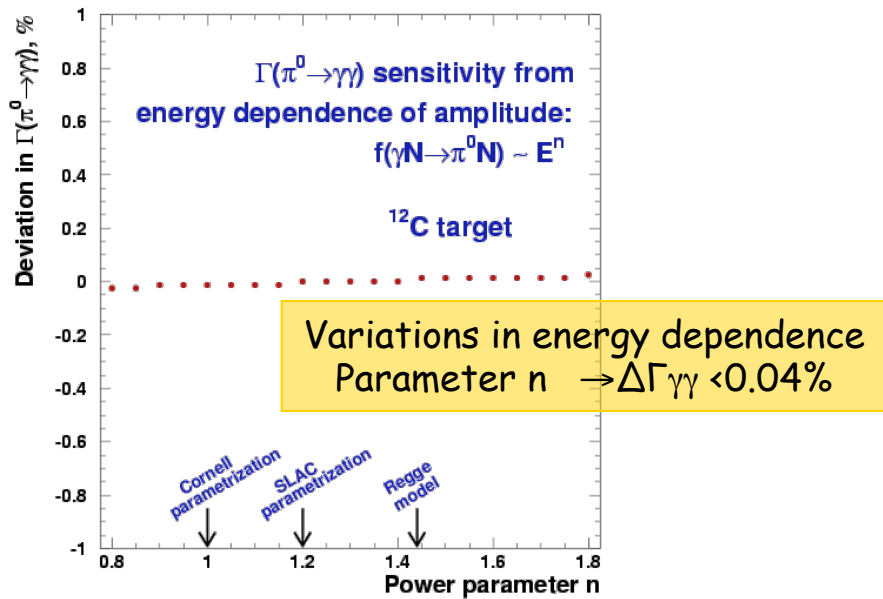 Deviation in Γ(π⁰→γγ), %
0.8
0.6
0.4
0.2
0
-0.2
-0.4
-0.6
-0.8
-1
Γ(π⁰→γγ) sensitivity from
energy dependence of amplitude:
f(γN→π⁰N) ~ Eⁿ
¹²C target
Variations in energy dependence
Parameter n →ΔΓγγ <0.04%
Cornell
parametrization
SLAC
parametrization
Regge
model
0.8 1 1.2 1.4 1.6 1.8
Power parameter n